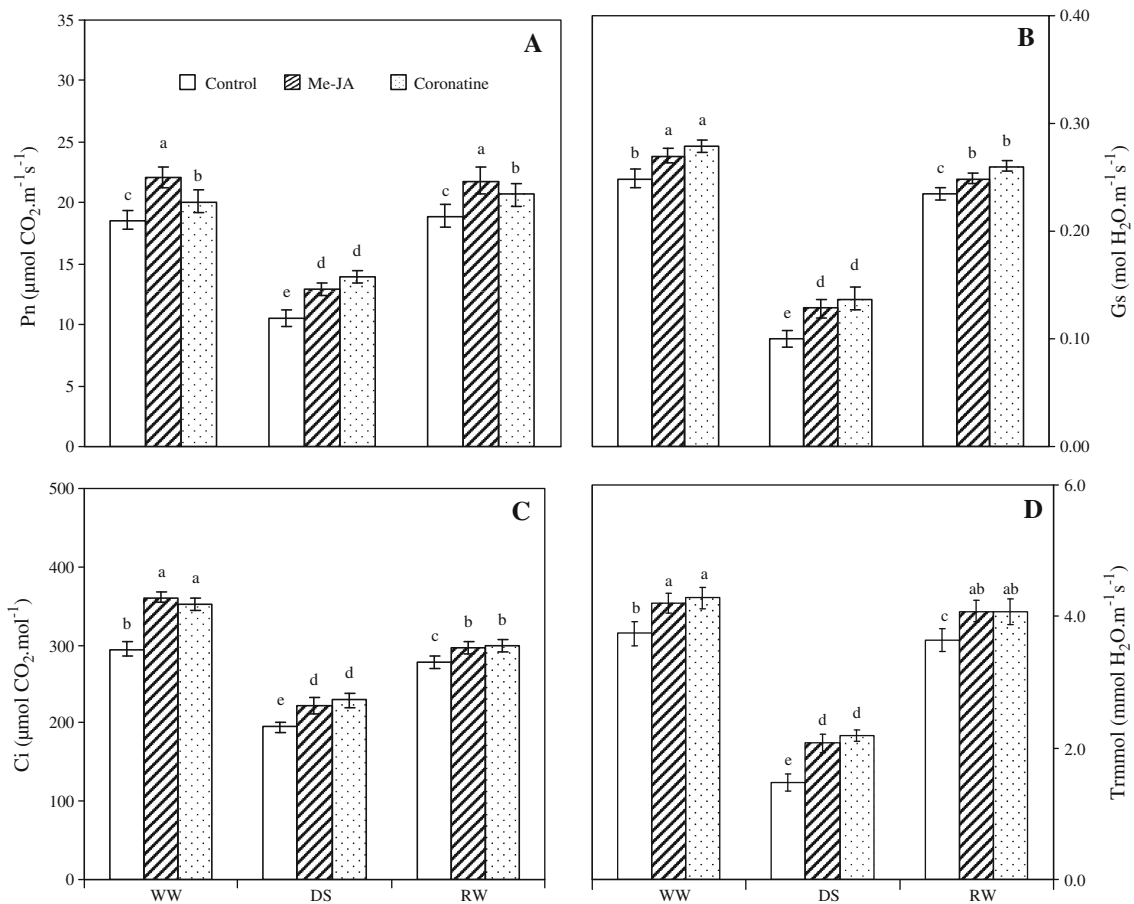 A
35
30
25
20
15
10
5
0
Pn (µmol CO₂.m⁻¹s⁻¹)
Control Me-JA Coronatine
c a b
e d d
c a b
B
0.40
0.30
0.20
0.10
0.00
Gs (mol H₂O.m⁻¹s⁻¹)
b a a
e d d
c b b
C
500
400
300
200
100
0
Ci (µmol CO₂.mol⁻¹)
b a a
e d d
c b b
WW DS RW
D
6.0
4.0
2.0
0.0
Trmmol (mmol H₂O.m⁻¹s⁻¹)
b a a
e d d
c ab ab
WW DS RW